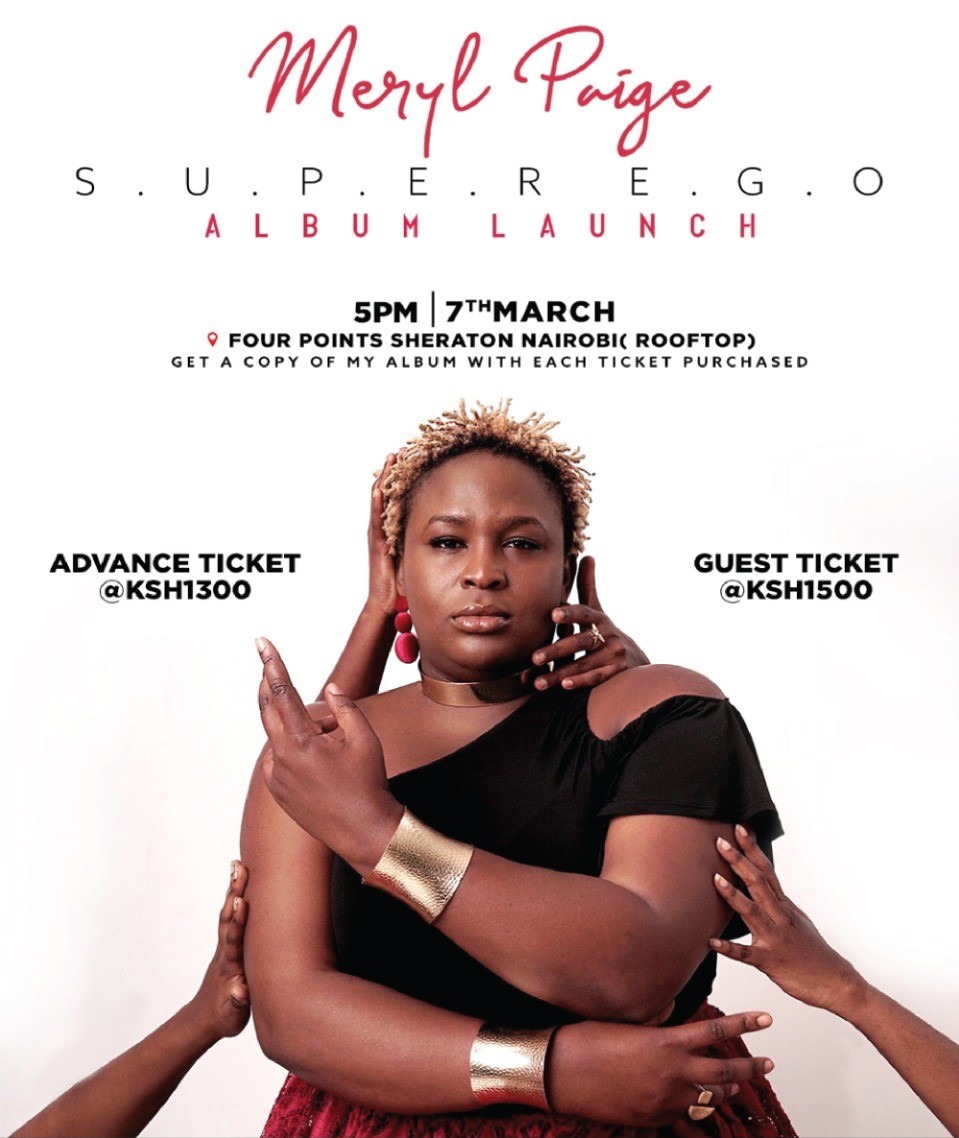 Meryl Paige
S.U.P.E.R E.G.O
ALBUM LAUNCH
5PM | 7THMARCH
FOUR POINTS SHERATON NAIROBI( ROOFTOP)
GET A COPY OF MY ALBUM WITH EACH TICKET PURCHASED
ADVANCE TICKET
@KSH1300
GUEST TICKET
@KSH1500